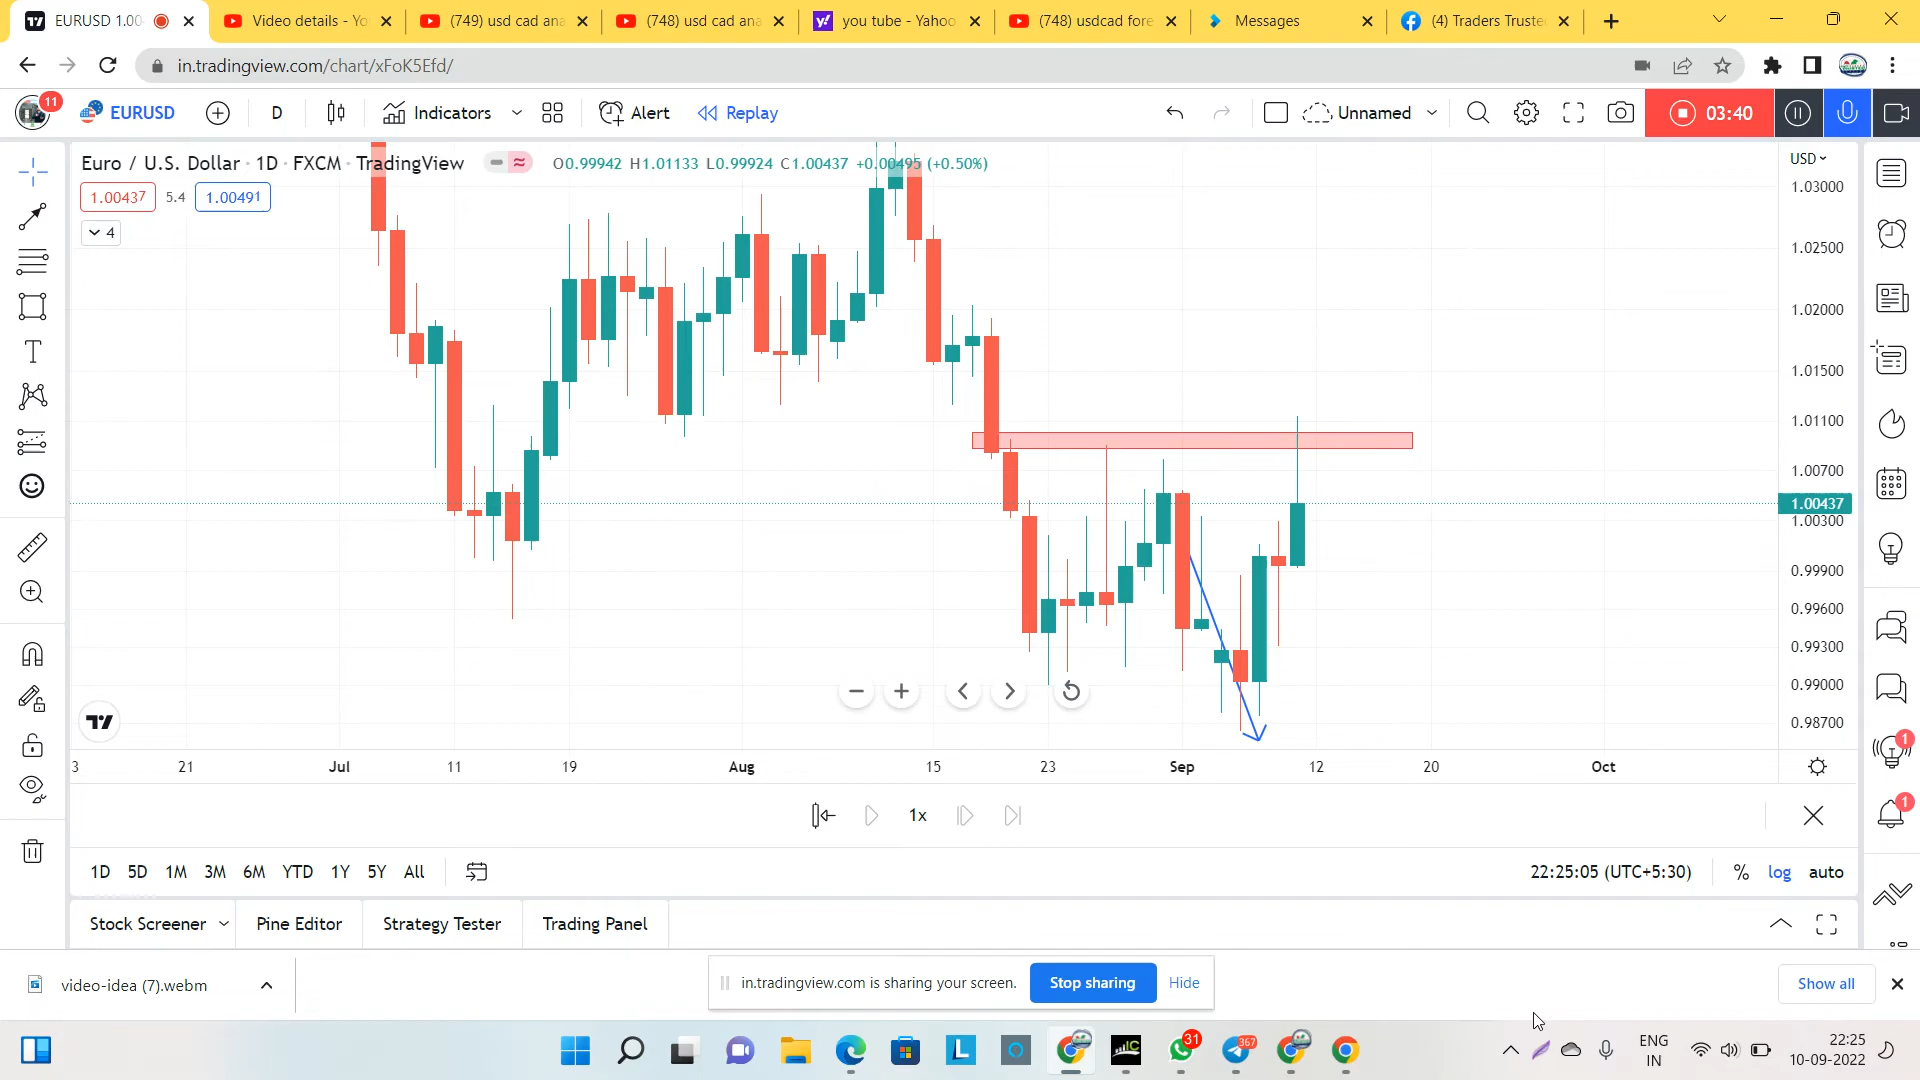 EURUSD 1.00
Video details - Yo
(749) usd cad ana
(748) usd cad ana
you tube - Yahoo
(748) usdcad fore
Messages
(4) Traders Truste
in.tradingview.com/chart/xFoK5Efd/
11
EURUSD
D
Indicators
Alert
Replay
Unnamed
03:40
Euro / U.S. Dollar · 1D · FXCM · TradingView
O0.99942 H1.01133 L0.99924 C1.00437 +0.00495 (+0.50%)
USD
1.00437
5.4
1.00491
4
1.03000
1.02500
1.02000
1.01500
1.01100
1.00700
1.00437
1.00300
0.99900
0.99600
0.99300
0.99000
0.98700
3
21
Jul
11
19
Aug
15
23
Sep
12
20
Oct
1
1
1x
1D
5D
1M
3M
6M
YTD
1Y
5Y
All
22:25:05 (UTC+5:30)
%
log
auto
Stock Screener
Pine Editor
Strategy Tester
Trading Panel
video-idea (7).webm
in.tradingview.com is sharing your screen.
Stop sharing
Hide
Show all
L
IC
31
367
ENG
IN
22:25
10-09-2022